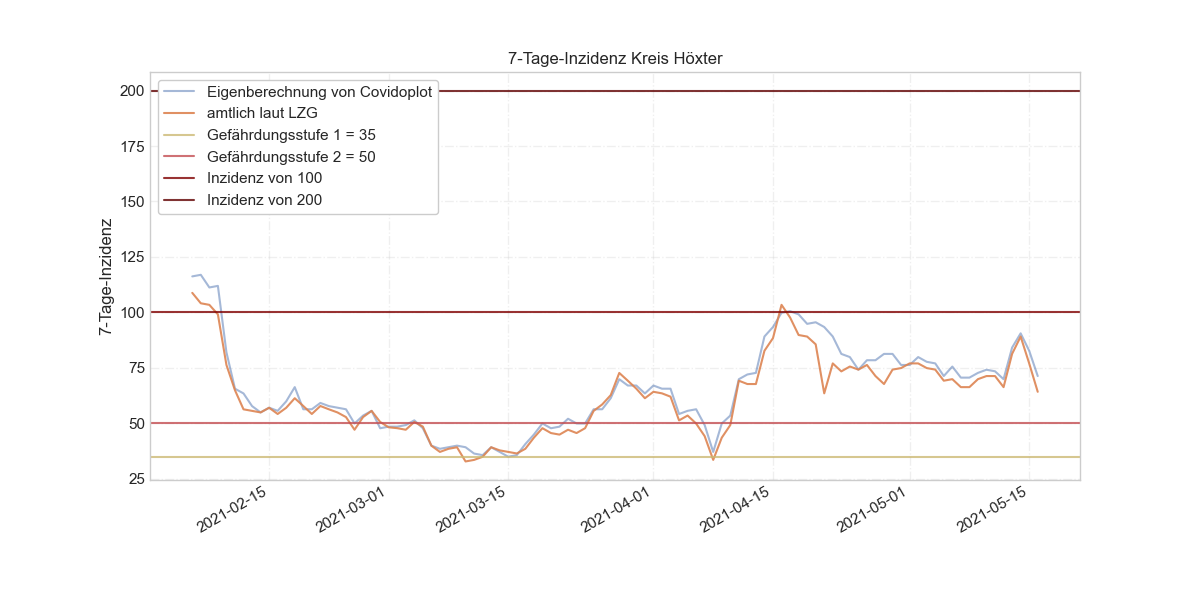 7-Tage-Inzidenz Kreis Höxter
Eigenberechnung von Covidoplot
amtlich laut LZG
Gefährdungsstufe 1 = 35
Gefährdungsstufe 2 = 50
Inzidenz von 100
Inzidenz von 200
7-Tage-Inzidenz
200
175
150
125
100
75
50
25
2021-02-15
2021-03-01
2021-03-15
2021-04-01
2021-04-15
2021-05-01
2021-05-15